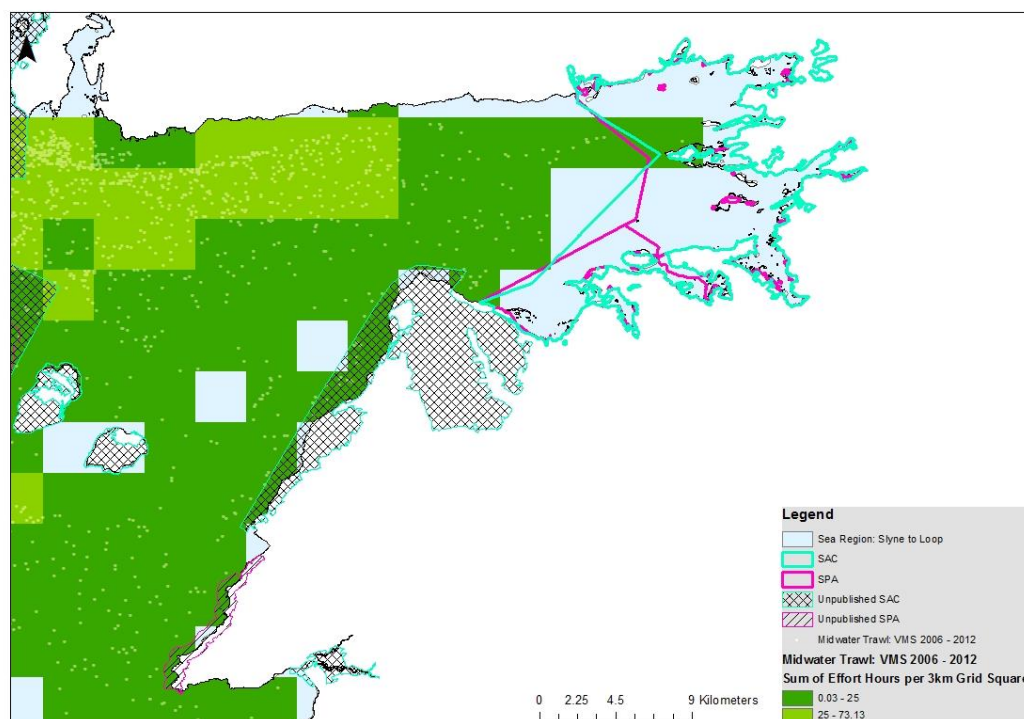 Legend
Sea Region: Slyne to Loop
SAC
SPA
Unpublished SAC
Unpublished SPA
Midwater Trawl: VMS 2006 - 2012
Midwater Trawl: VMS 2006 - 2012
Sum of Effort Hours per 3km Grid Square
0.03 - 25
25 - 73.13
0 2.25 4.5 9 Kilometers